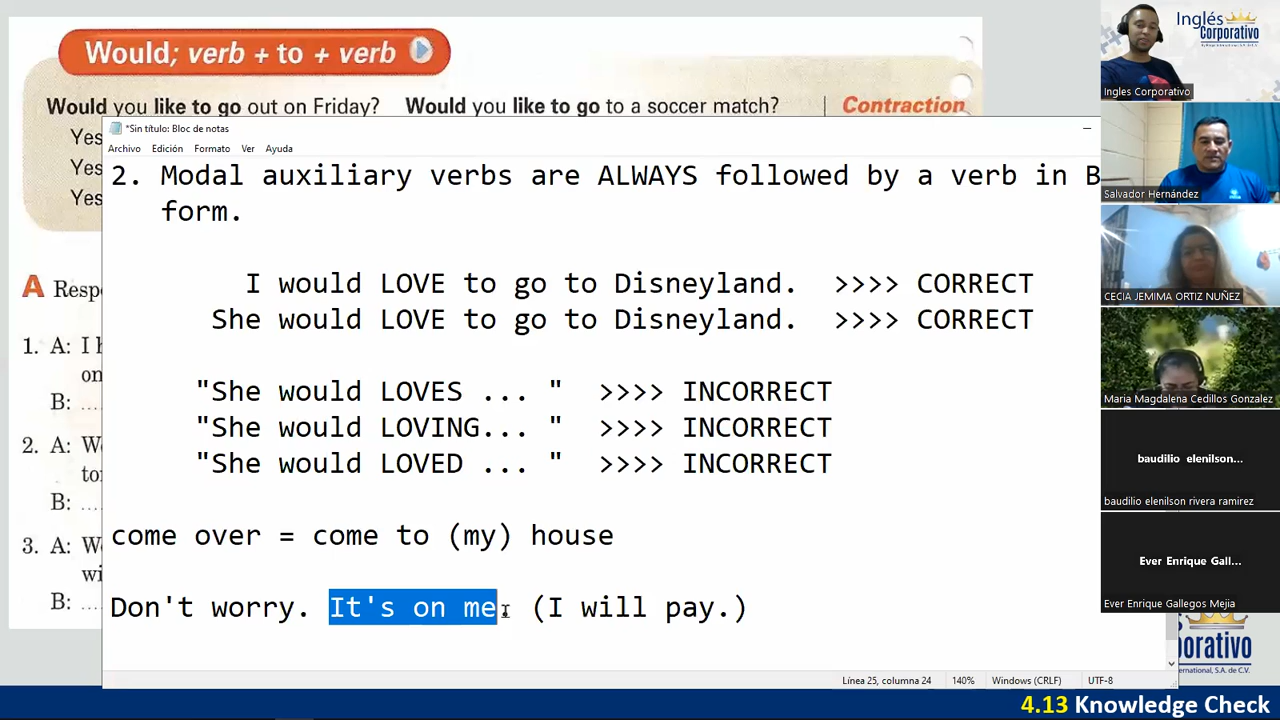 Would; verb + to + verb
Would you like to go out on Friday? Would you like to go to a soccer match? Contraction
Yes
Yes
Yes
*Sin título: Bloc de notas
Archivo Edición Formato Ver Ayuda
2. Modal auxiliary verbs are ALWAYS followed by a verb in B
form.
I would LOVE to go to Disneyland. >>>> CORRECT
She would LOVE to go to Disneyland. >>>> CORRECT
"She would LOVES ... " >>>> INCORRECT
"She would LOVING... " >>>> INCORRECT
"She would LOVED ... " >>>> INCORRECT
come over = come to (my) house
Don't worry. It's on me. (I will pay.)
Línea 25, columna 24 140% Windows (CRLF) UTF-8
A Resp
1. A: I h
on
B: ....
2. A: We
tor
B: ....
3. A: We
wi
B: ....
Inglés
Corporativo
Ingles Corporativo
Salvador Hernández
CECIA JEMIMA ORTIZ NUÑEZ
Maria Magdalena Cedillos Gonzalez
baudilio elenilson...
baudilio elenilson rivera ramirez
Ever Enrique Gall...
Ever Enrique Gallegos Mejia
porativo
4.13 Knowledge Check